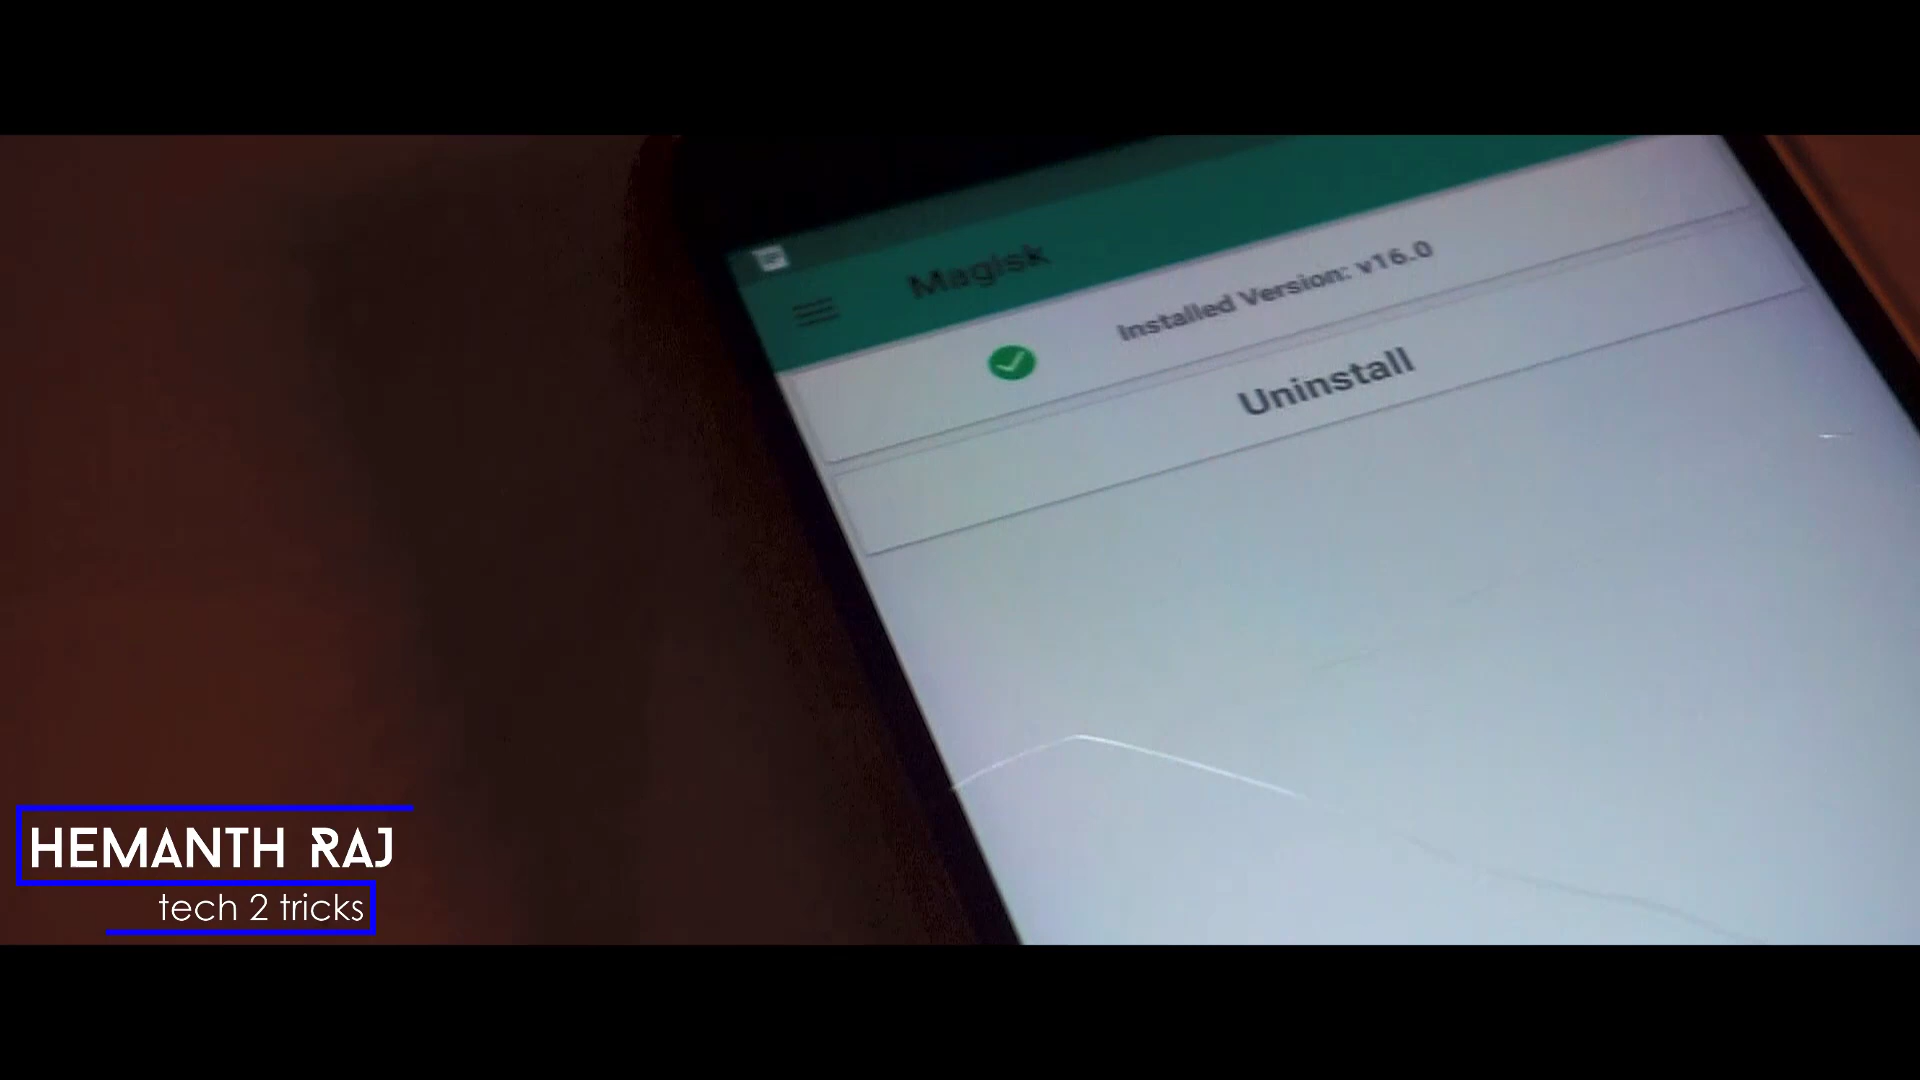 Magisk
Installed Version: v16.0
Uninstall
HEMANTH RAJ
tech 2 tricks